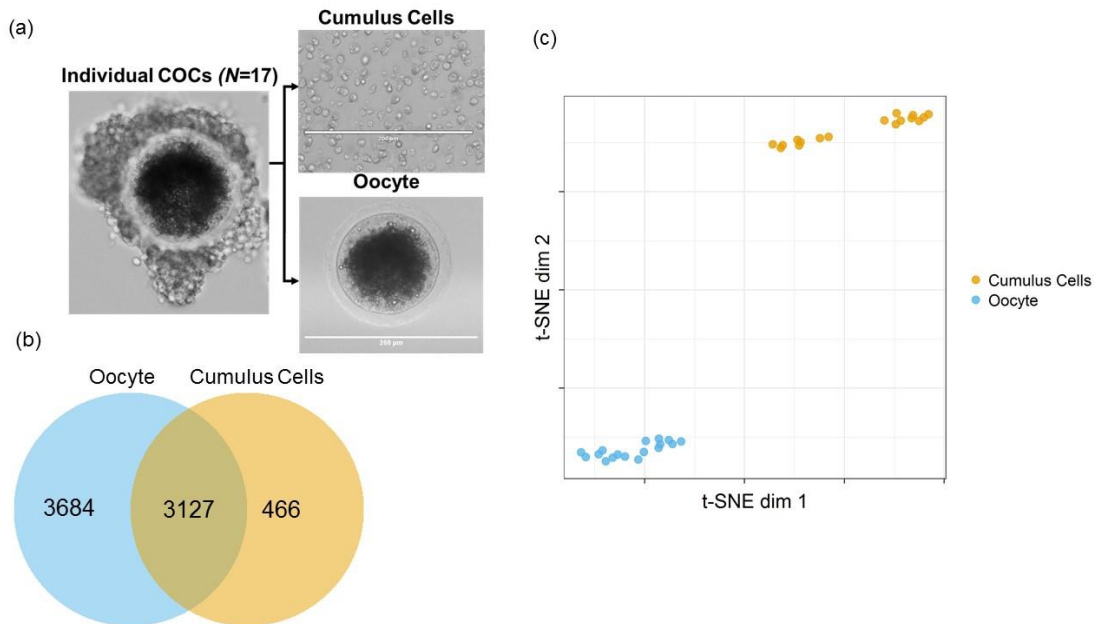 (a)
Individual COCs (N=17)
Cumulus Cells
Oocyte
(b)
Oocyte
Cumulus Cells
3684
3127
466
(c)
t-SNE dim 2
t-SNE dim 1
Cumulus Cells
Oocyte